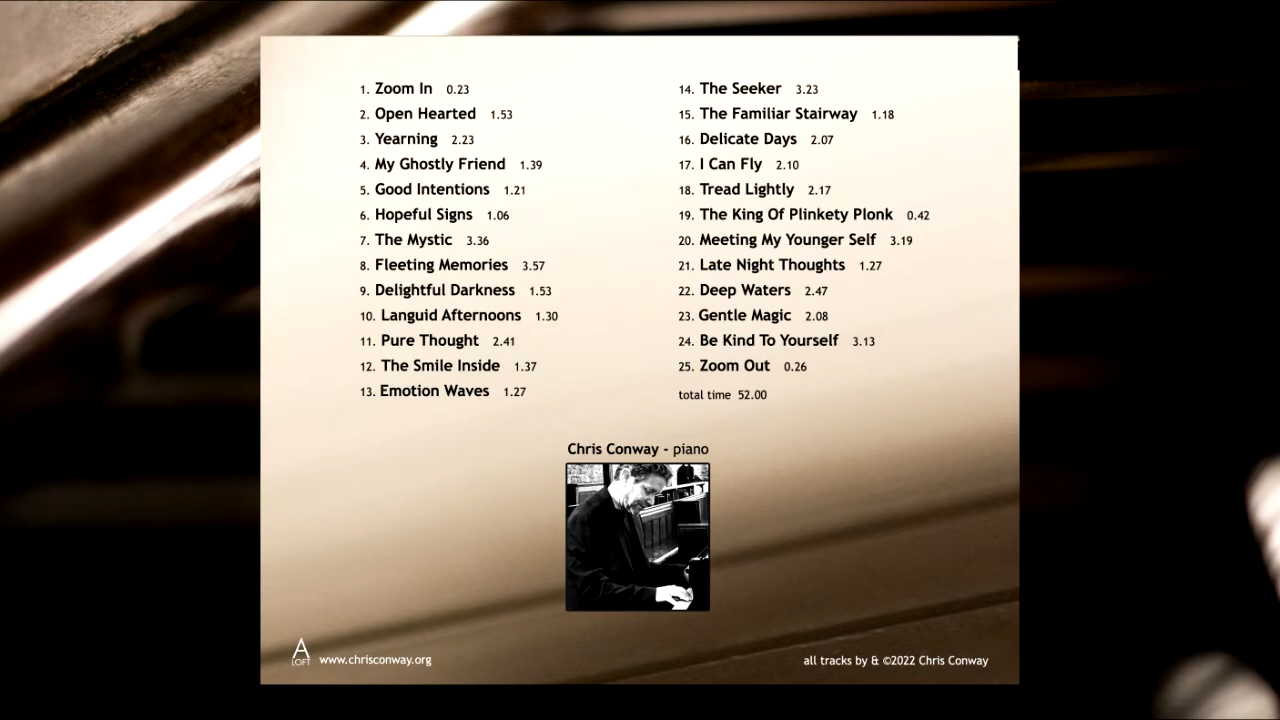 1. Zoom In 0.23
2. Open Hearted 1.53
3. Yearning 2.23
4. My Ghostly Friend 1.39
5. Good Intentions 1.21
6. Hopeful Signs 1.06
7. The Mystic 3.36
8. Fleeting Memories 3.57
9. Delightful Darkness 1.53
10. Languid Afternoons 1.30
11. Pure Thought 2.41
12. The Smile Inside 1.37
13. Emotion Waves 1.27
14. The Seeker 3.23
15. The Familiar Stairway 1.18
16. Delicate Days 2.07
17. I Can Fly 2.10
18. Tread Lightly 2.17
19. The King Of Plinkety Plonk 0.42
20. Meeting My Younger Self 3.19
21. Late Night Thoughts 1.27
22. Deep Waters 2.47
23. Gentle Magic 2.08
24. Be Kind To Yourself 3.13
25. Zoom Out 0.26
total time 52.00
Chris Conway - piano
A
LOFT
www.chrisconway.org
all tracks by & ©2022 Chris Conway